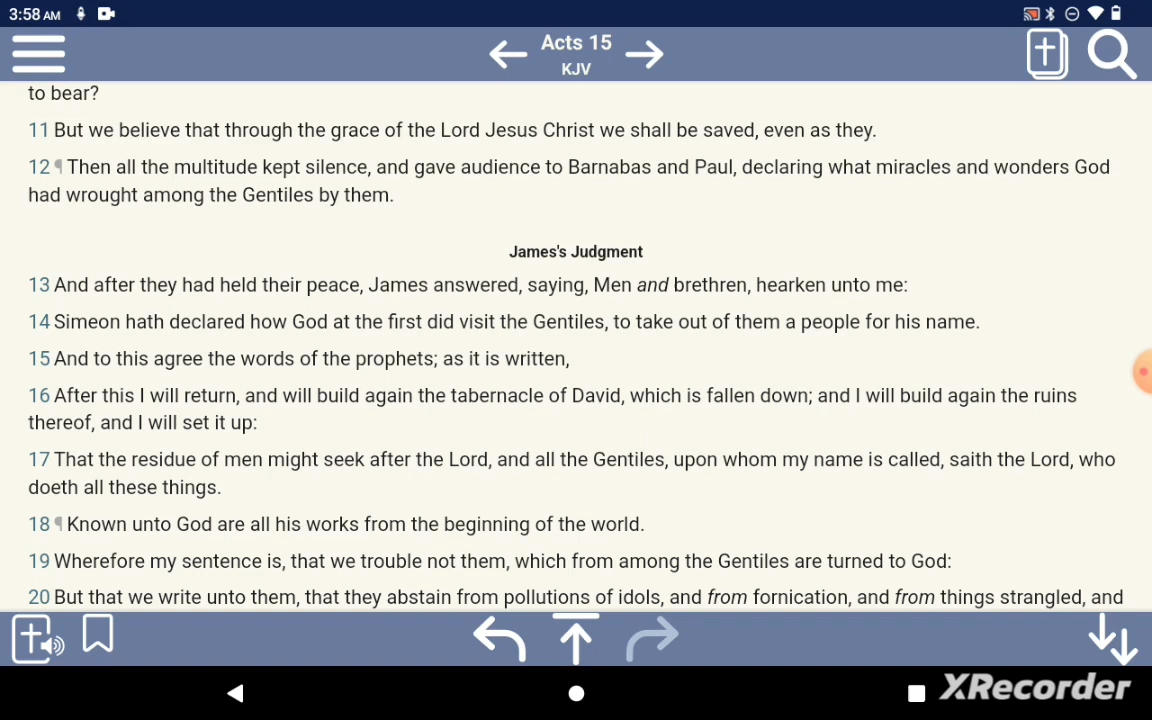 3:58 AM
Acts 15
KJV
to bear?
11 But we believe that through the grace of the Lord Jesus Christ we shall be saved, even as they.
12 ¶ Then all the multitude kept silence, and gave audience to Barnabas and Paul, declaring what miracles and wonders God
had wrought among the Gentiles by them.
James's Judgment
13 And after they had held their peace, James answered, saying, Men and brethren, hearken unto me:
14 Simeon hath declared how God at the first did visit the Gentiles, to take out of them a people for his name.
15 And to this agree the words of the prophets; as it is written,
16 After this I will return, and will build again the tabernacle of David, which is fallen down; and I will build again the ruins
thereof, and I will set it up:
17 That the residue of men might seek after the Lord, and all the Gentiles, upon whom my name is called, saith the Lord, who
doeth all these things.
18 ¶ Known unto God are all his works from the beginning of the world.
19 Wherefore my sentence is, that we trouble not them, which from among the Gentiles are turned to God:
20 But that we write unto them, that they abstain from pollutions of idols, and from fornication, and from things strangled, and
XRecorder